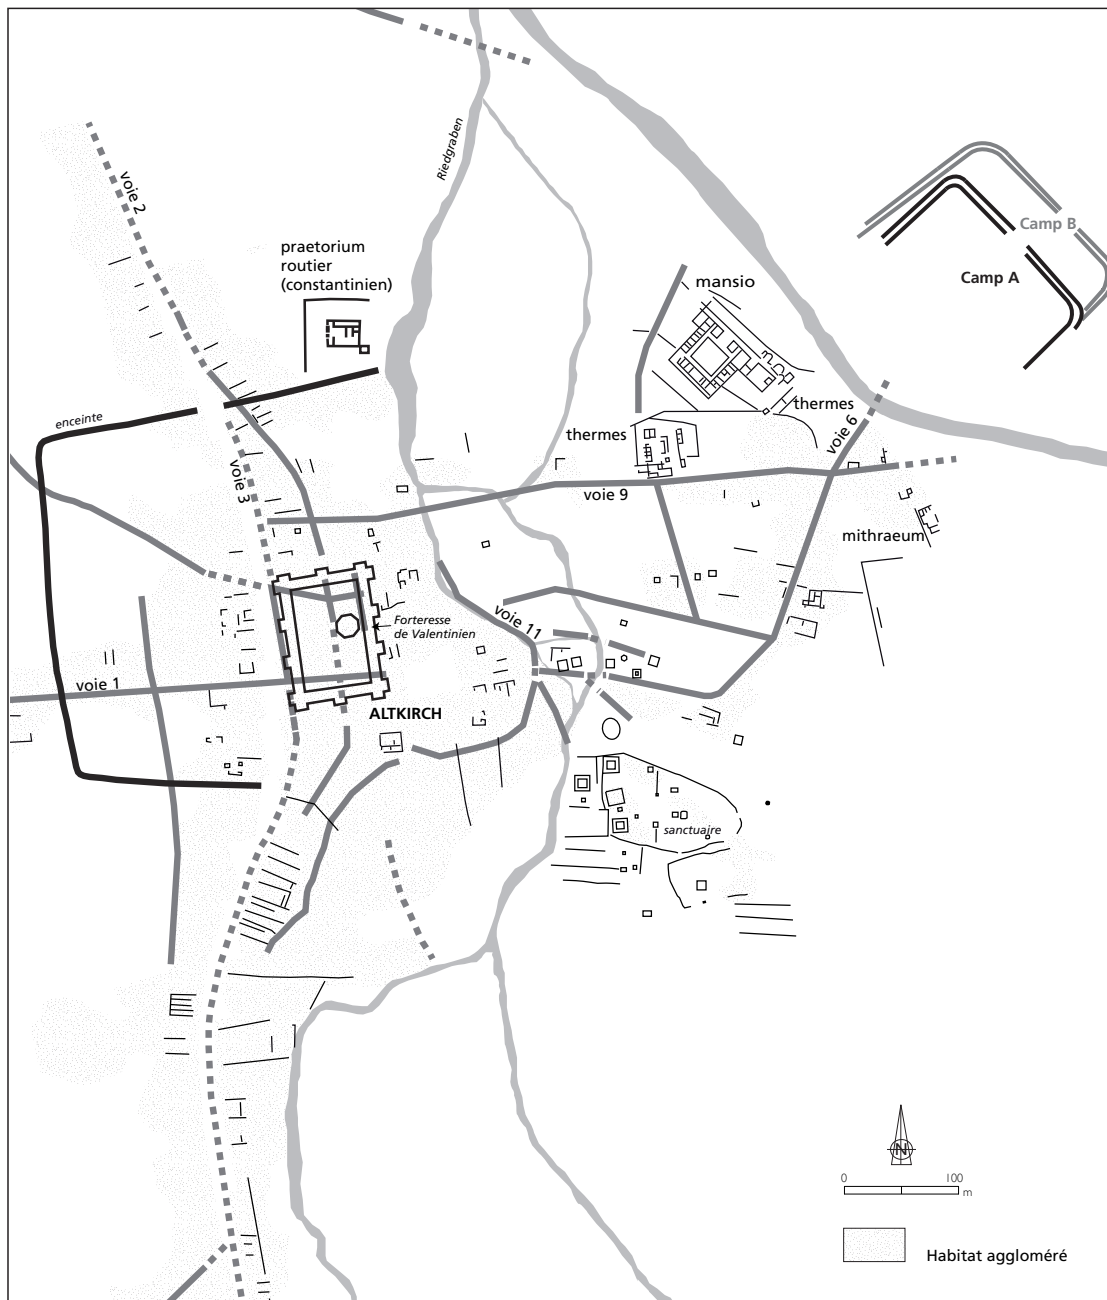 voie 2
Riedgraben
praetorium
routier
(constantinien)
Camp B
Camp A
mansio
enceinte
thermes
thermes
voie 6
voie 3
voie 9
mithraeum
voie 11
Forteresse
de Valentinien
voie 1
ALTKIRCH
sanctuaire
N
0 100
m
Habitat aggloméré